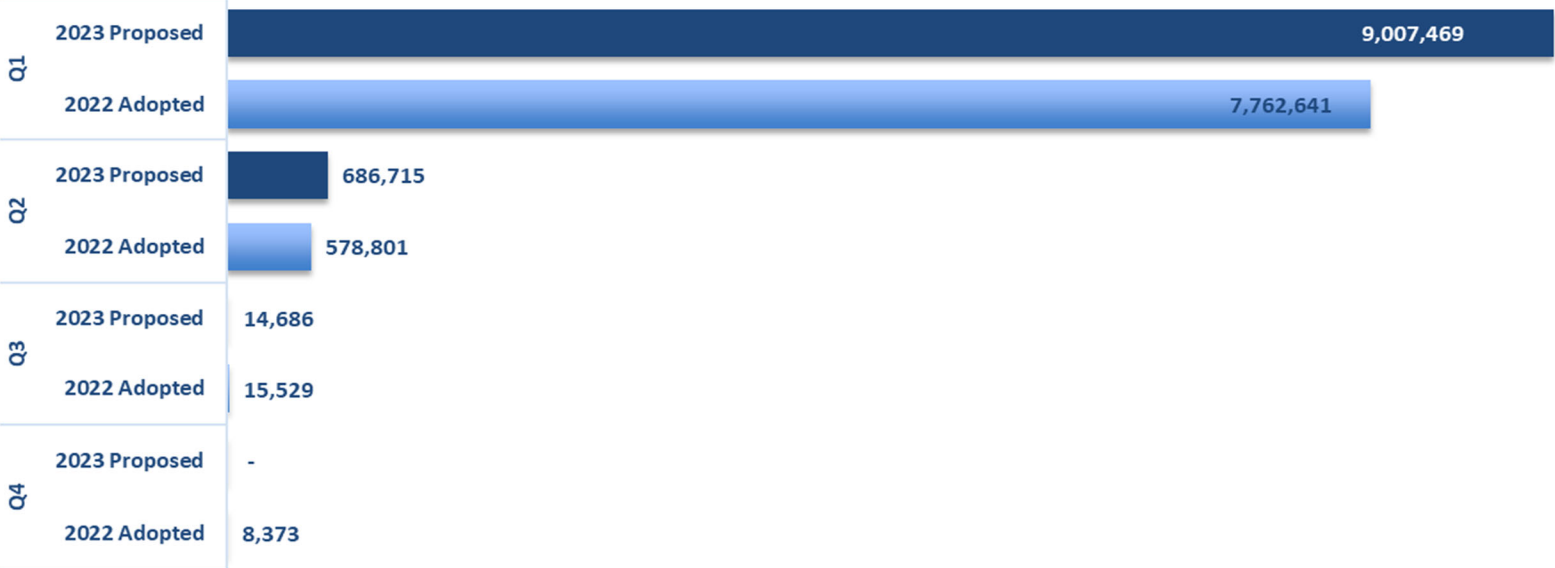 Q1
2023 Proposed 9,007,469
2022 Adopted 7,762,641
Q2
2023 Proposed 686,715
2022 Adopted 578,801
Q3
2023 Proposed 14,686
2022 Adopted 15,529
Q4
2023 Proposed -
2022 Adopted 8,373